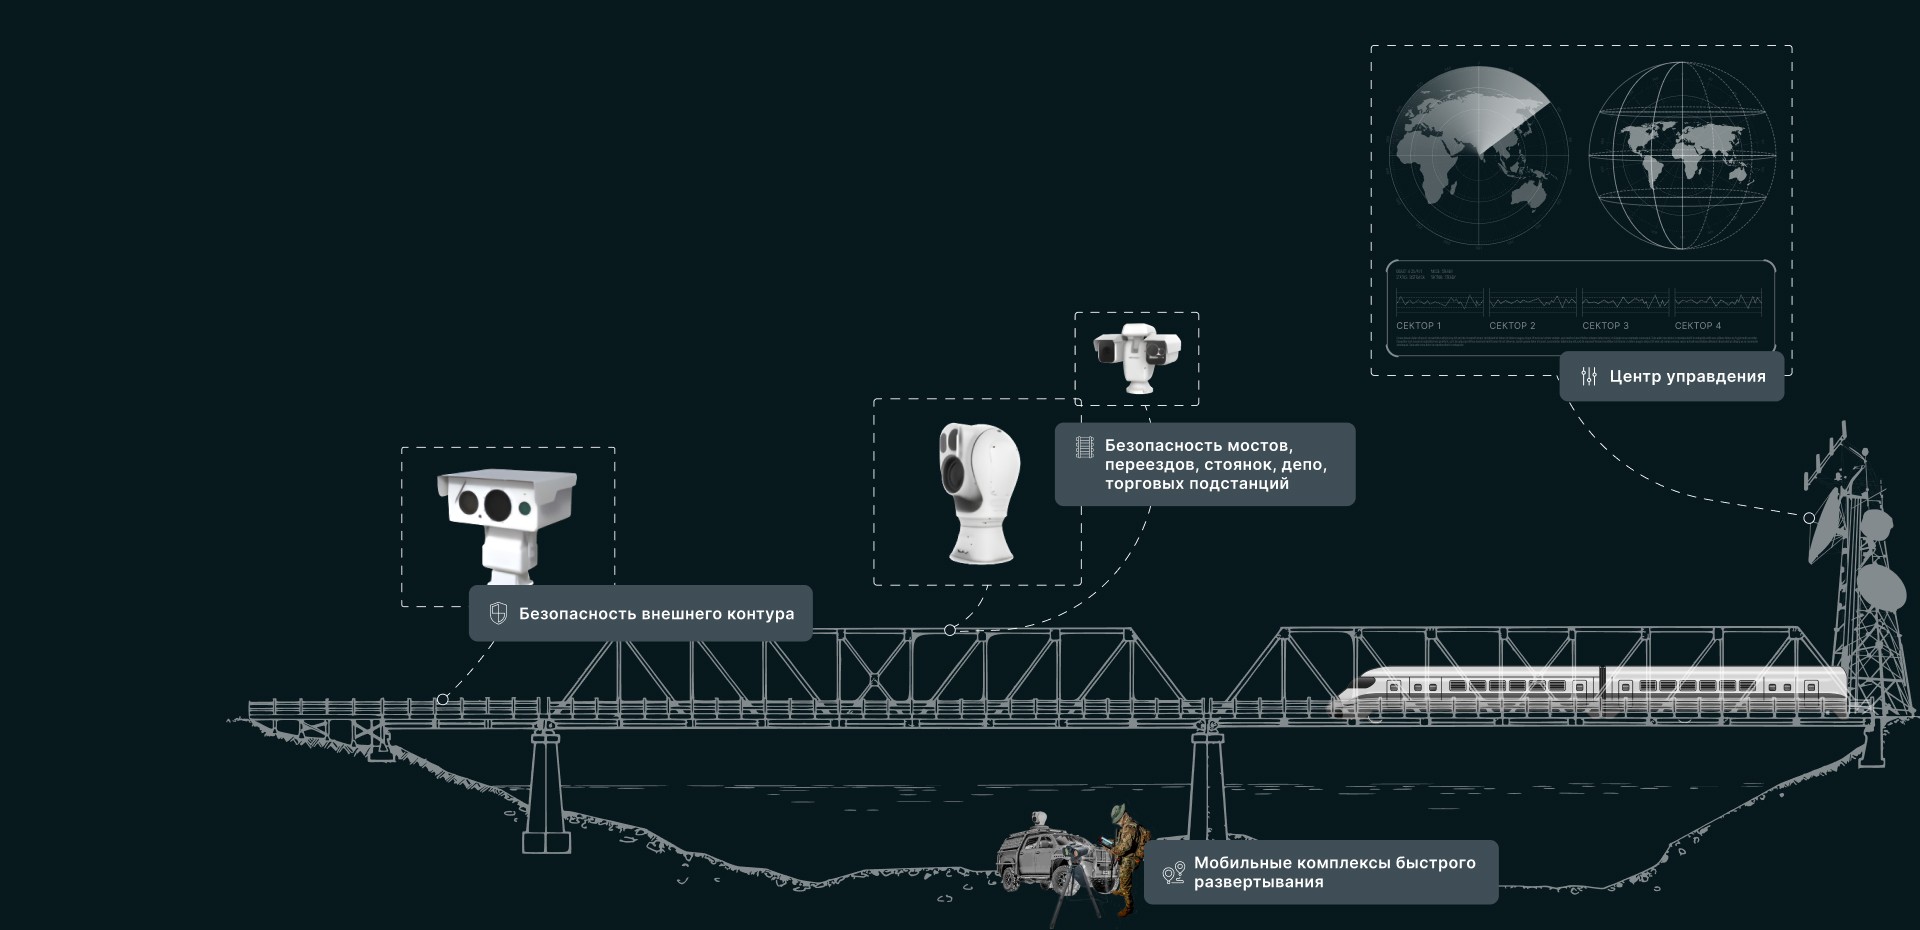 СЕКТОР 1
СЕКТОР 2
СЕКТОР 3
СЕКТОР 4
Центр управдения
Безопасность мостов,
переездов, стоянок, депо,
торговых подстанций
Безопасность внешнего контура
Мобильные комплексы быстрого
развертывания